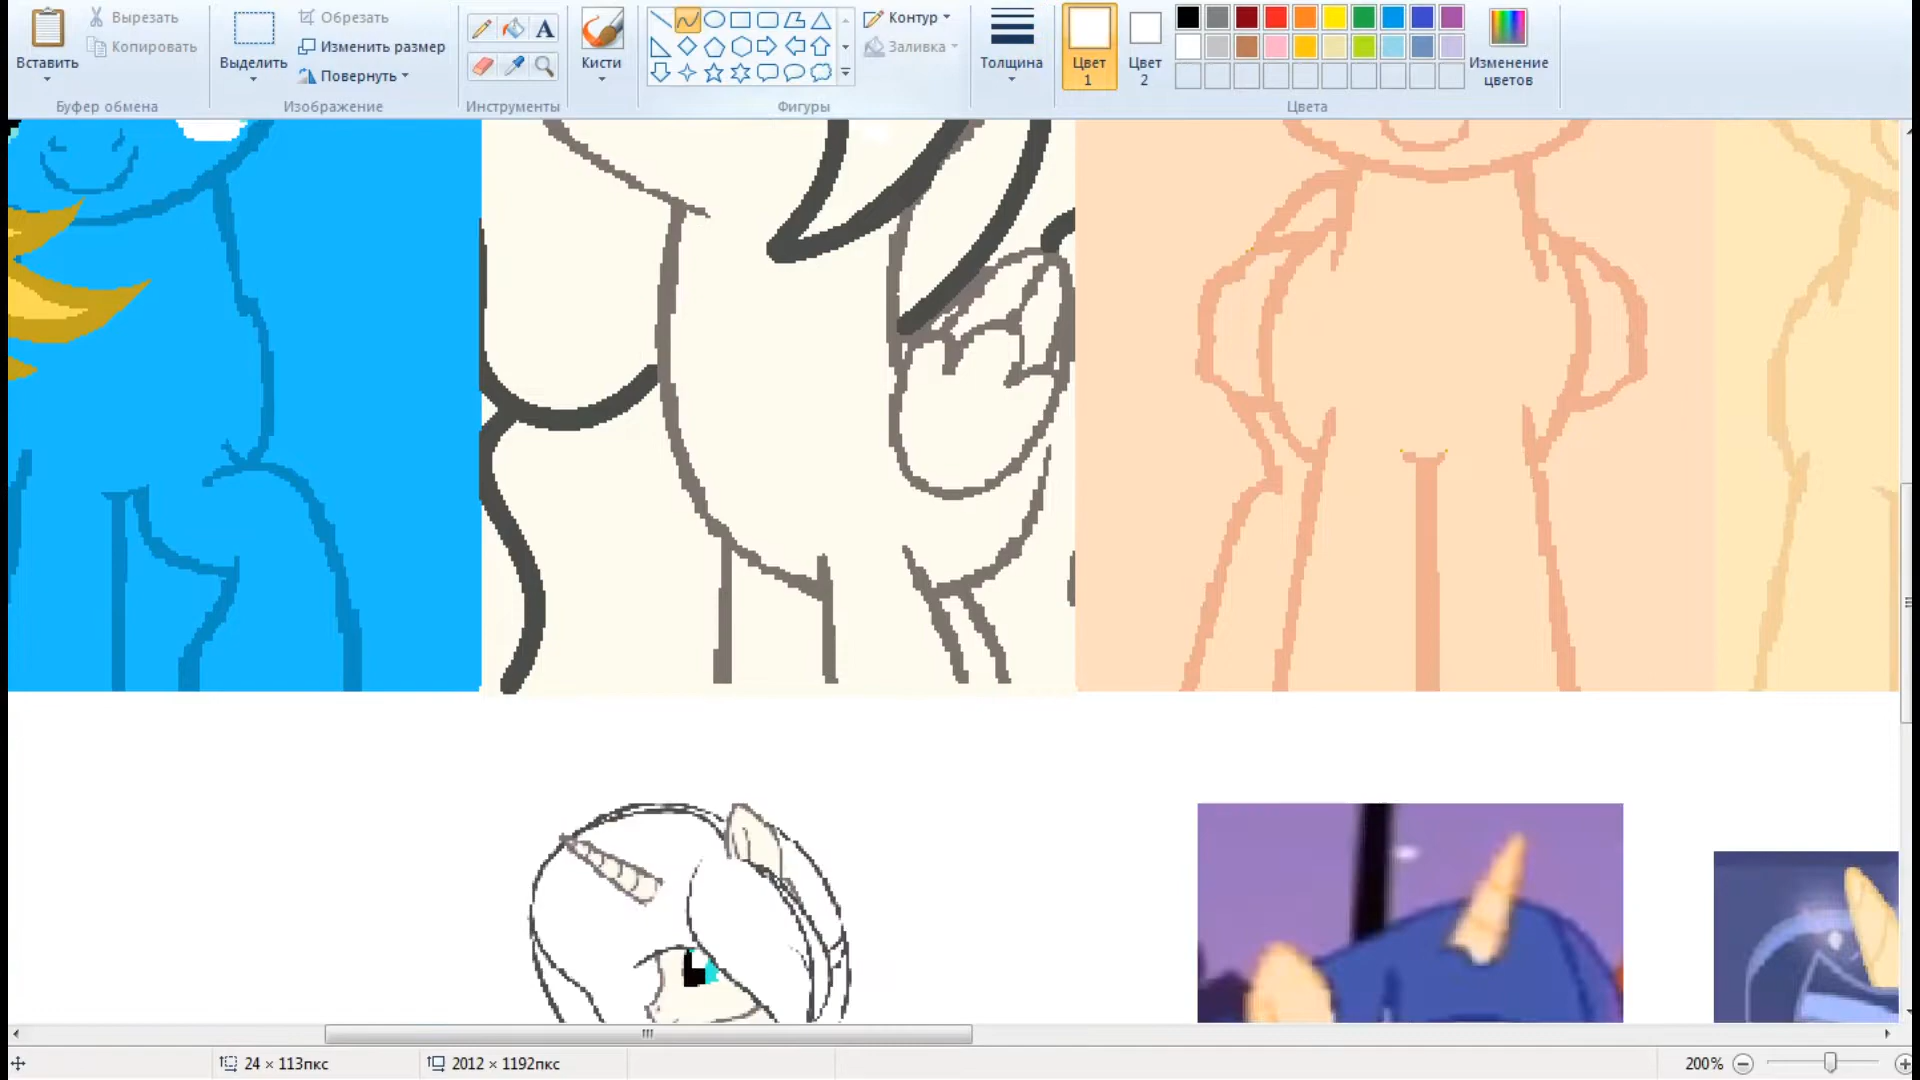 Вырезать
Копировать
Вставить
Буфер обмена
Обрезать
Изменить размер
Повернуть
Выделить
Изображение
A
Инструменты
Кисти
Контур
Заливка
Фигуры
Толщина
Цвет
1
Цвет
2
Изменение
цветов
Цвета
24 × 113пкс
2012 × 1192пкс
200%